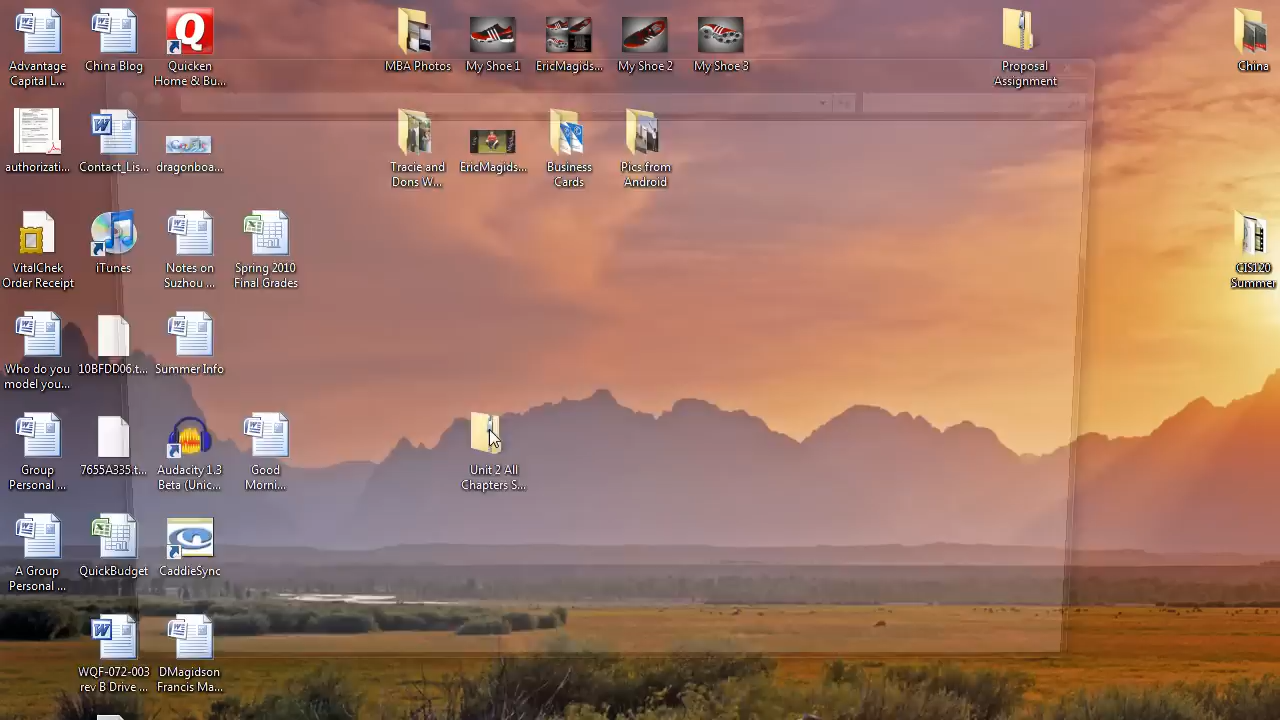 Advantage
Capital L...
China Blog
Quicken
Home & Bu...
MBA Photos
My Shoe 1
EricMagids...
My Shoe 2
My Shoe 3
Proposal
Assignment
China
authorizati...
Contact_Lis...
dragonboa...
Tracie and
Dons W...
EricMagids...
Business
Cards
Pics from
Android
VitalChek
Order Receipt
iTunes
Notes on
Suzhou ...
Spring 2010
Final Grades
CIS120
Summer
Who do you
model you...
10BFDD06.t...
Summer Info
Group
Personal ...
7655A335.t...
Audacity 1.3
Beta (Unic...
Good
Morni...
Unit 2 All
Chapters S...
A Group
Personal ...
QuickBudget
CaddieSync
WQF-072-003
rev B Drive ...
DMagidson
Francis Ma...